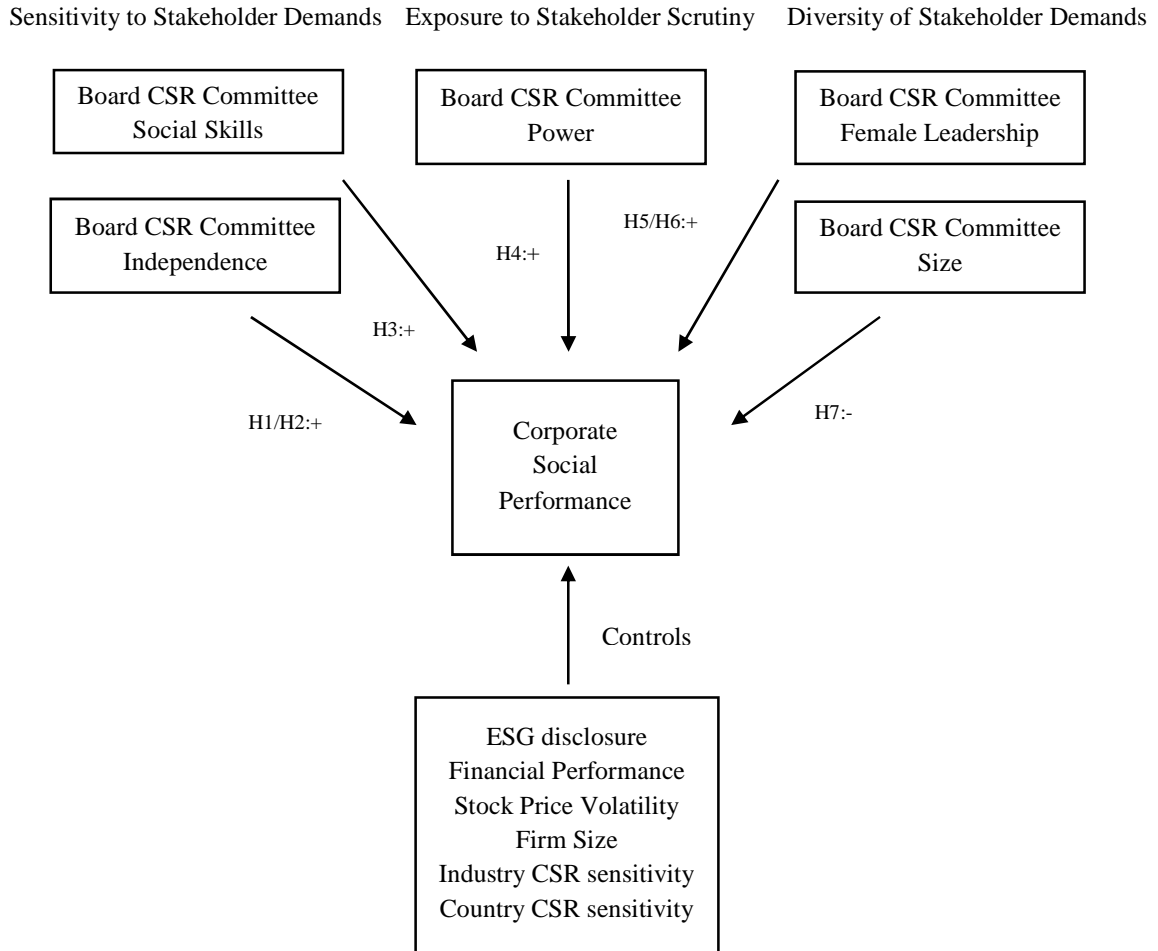 Sensitivity to Stakeholder Demands
Exposure to Stakeholder Scrutiny
Diversity of Stakeholder Demands
Board CSR Committee
Social Skills
Board CSR Committee
Power
Board CSR Committee
Female Leadership
Board CSR Committee
Independence
Board CSR Committee
Size
H5/H6:+
H4:+
H3:+
H1/H2:+
H7:-
Corporate
Social
Performance
Controls
ESG disclosure
Financial Performance
Stock Price Volatility
Firm Size
Industry CSR sensitivity
Country CSR sensitivity